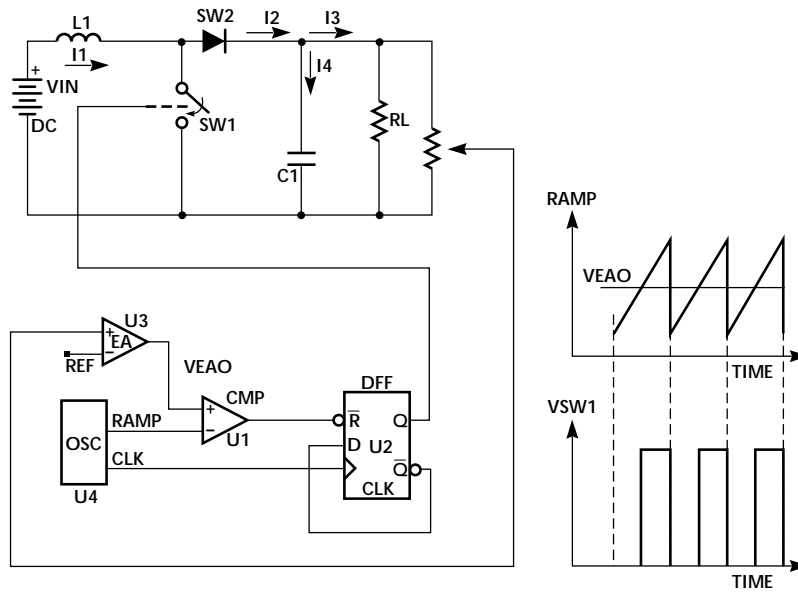 SW2
L1
I2
I3
I1
I4
+
VIN
DC
SW1
RL
C1
RAMP
VEAO
TIME
U3
+
EA
−
REF
VEAO
CMP
DFF
OSC
RAMP
+
−
U1
R
Q
D
U2
CLK
Q
CLK
U4
VSW1
TIME